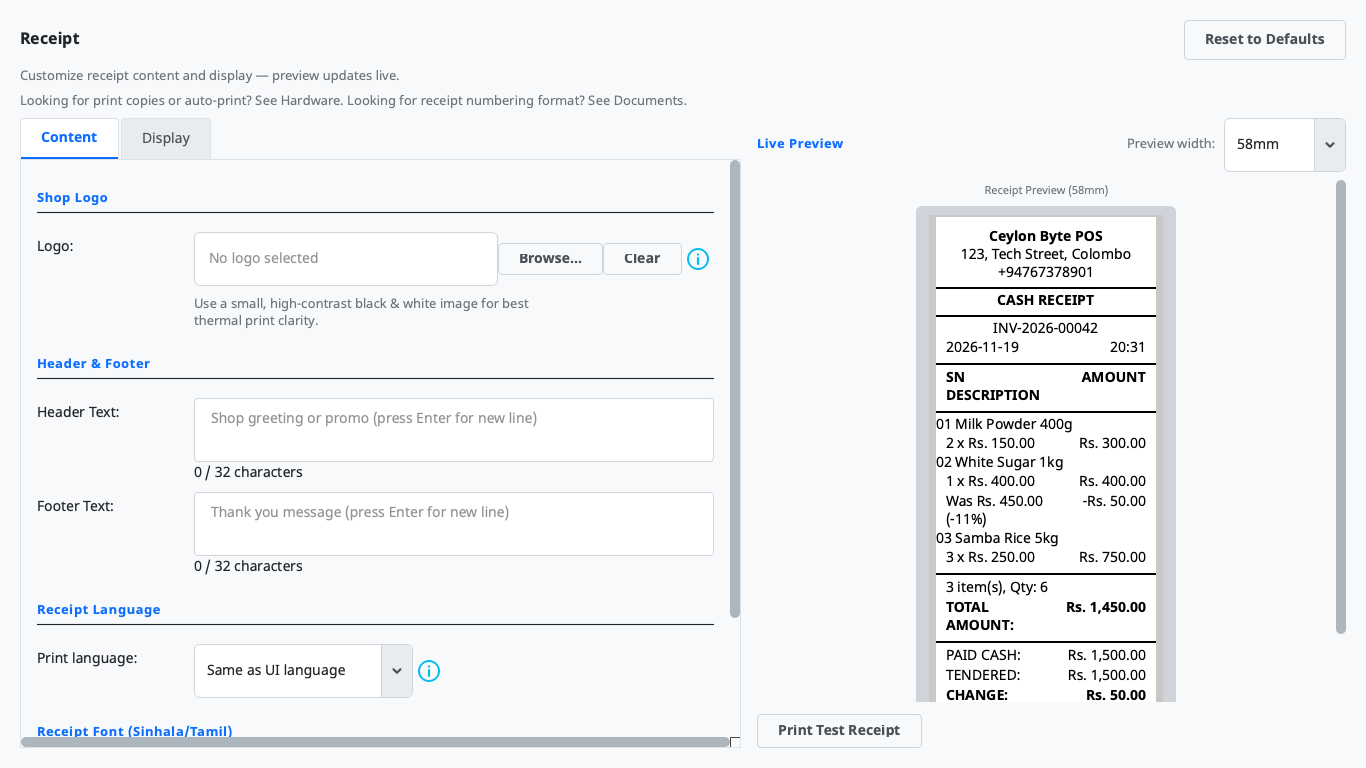 Receipt
Reset to Defaults
Customize receipt content and display — preview updates live.
Looking for print copies or auto-print? See Hardware. Looking for receipt numbering format? See Documents.
Content
Display
Shop Logo
Logo:
No logo selected
Browse...
Clear
Use a small, high-contrast black & white image for best
thermal print clarity.
Header & Footer
Header Text:
Shop greeting or promo (press Enter for new line)
0 / 32 characters
Footer Text:
Thank you message (press Enter for new line)
0 / 32 characters
Receipt Language
Print language:
Same as UI language
Receipt Font (Sinhala/Tamil)
Live Preview
Preview width:
58mm
Receipt Preview (58mm)
Ceylon Byte POS
123, Tech Street, Colombo
+94767378901
CASH RECEIPT
INV-2026-00042
2026-11-19 20:31
SN AMOUNT
DESCRIPTION
01 Milk Powder 400g
2 x Rs. 150.00 Rs. 300.00
02 White Sugar 1kg
1 x Rs. 400.00 Rs. 400.00
Was Rs. 450.00 -Rs. 50.00
(-11%)
03 Samba Rice 5kg
3 x Rs. 250.00 Rs. 750.00
3 item(s), Qty: 6
TOTAL Rs. 1,450.00
AMOUNT:
PAID CASH: Rs. 1,500.00
TENDERED: Rs. 1,500.00
CHANGE: Rs. 50.00
Print Test Receipt